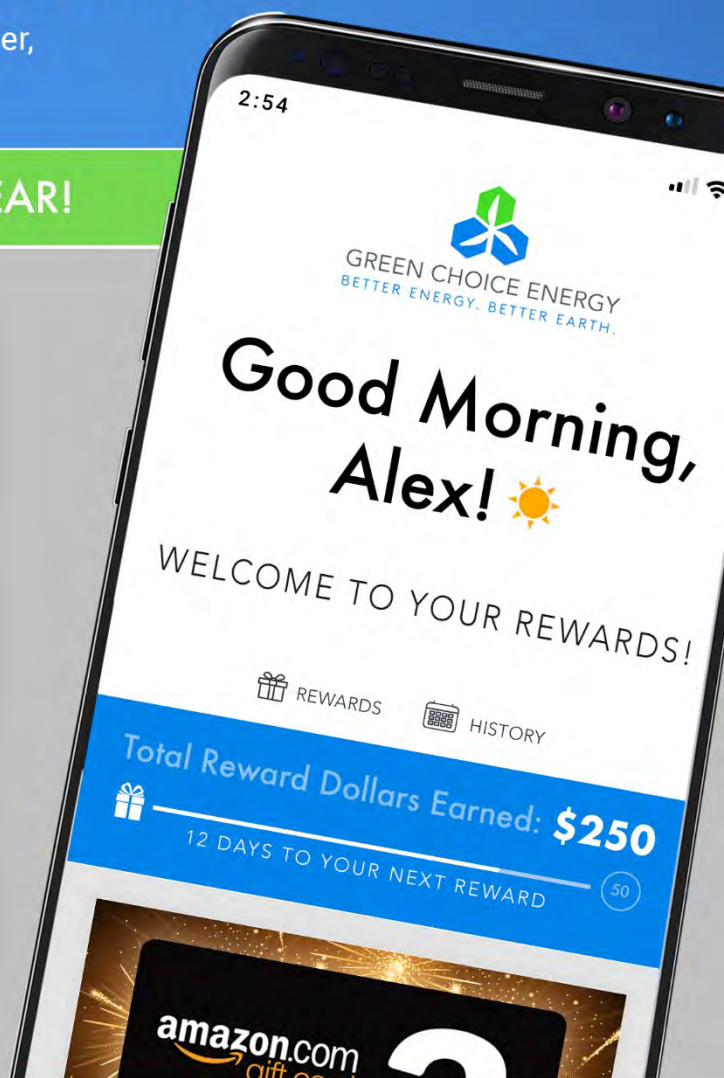 er,
EAR!
2:54
GREEN CHOICE ENERGY
BETTER ENERGY. BETTER EARTH.
Good Morning,
Alex!
WELCOME TO YOUR REWARDS!
REWARDS HISTORY
Total Reward Dollars Earned: $250
12 DAYS TO YOUR NEXT REWARD
50
amazon.com
gift card